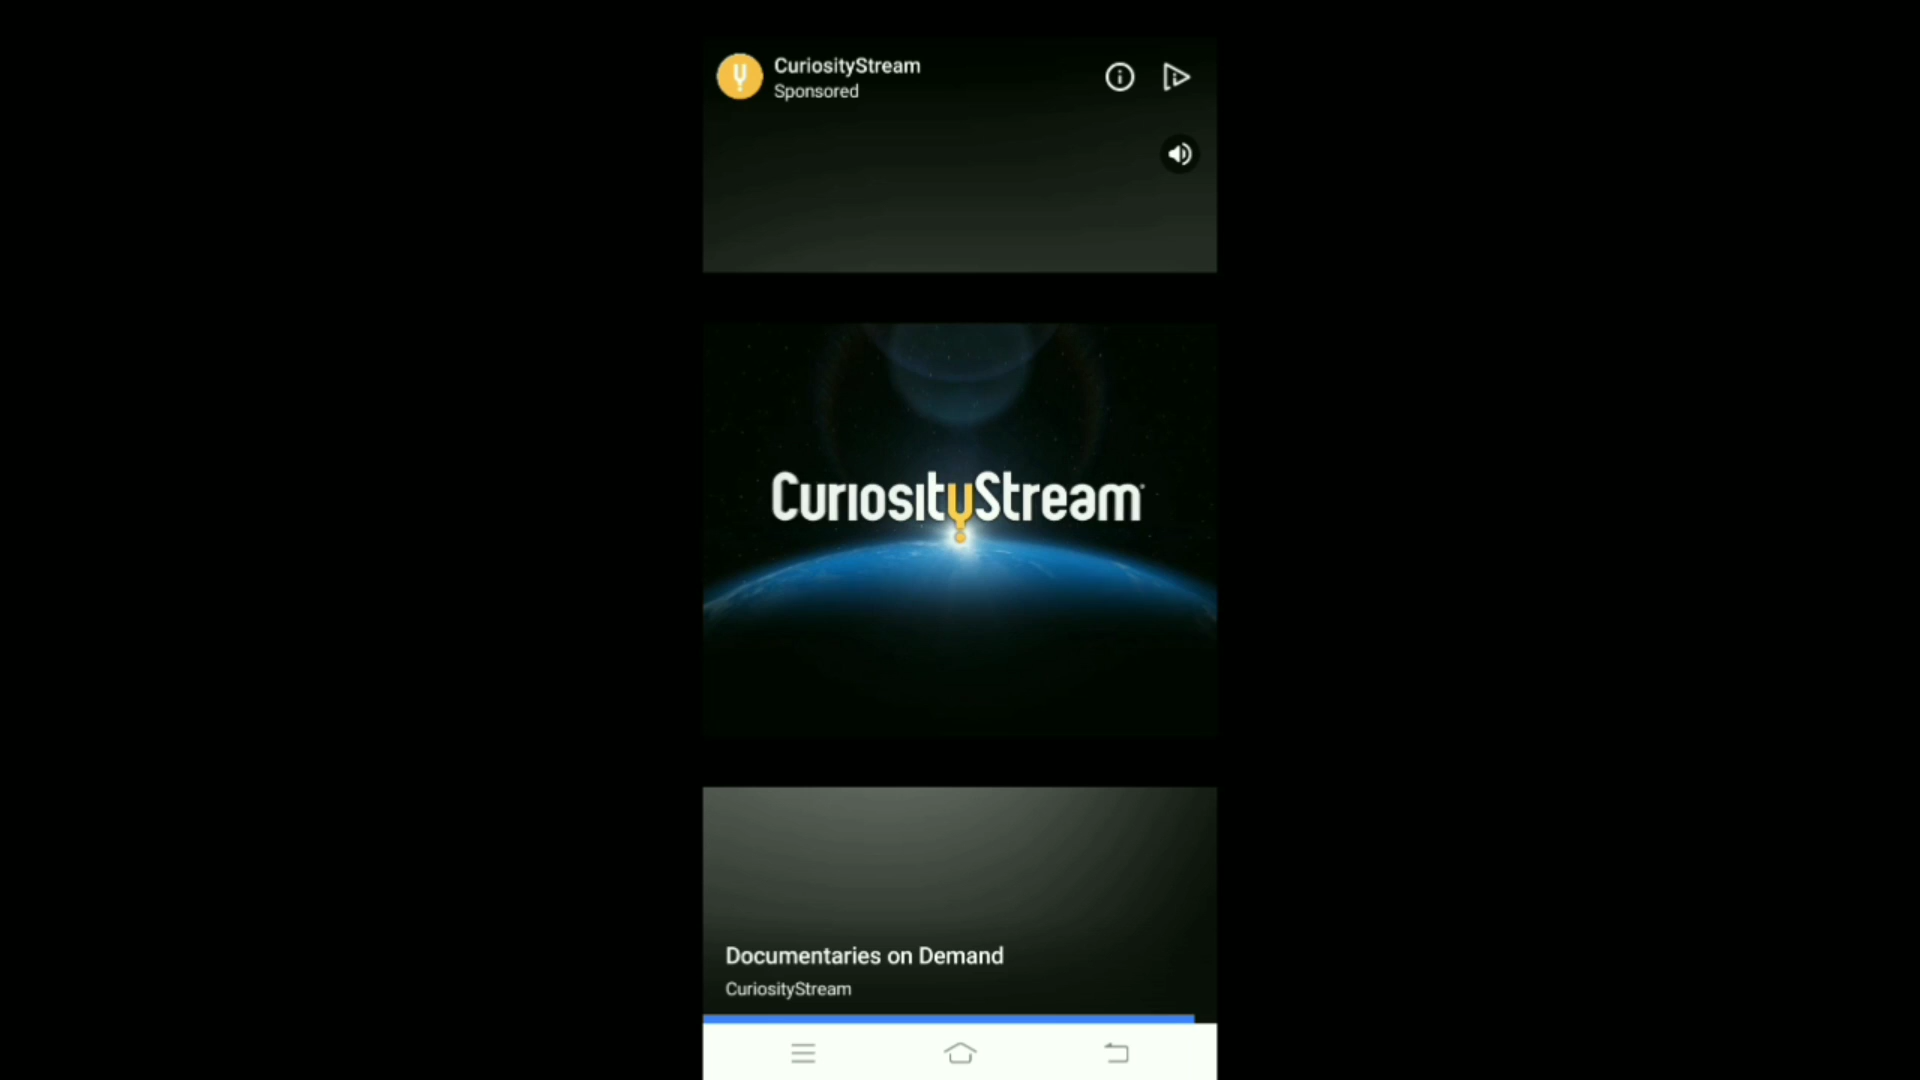 CuriosityStream
Sponsored
CuriosityStream
Documentaries on Demand
CuriosityStream